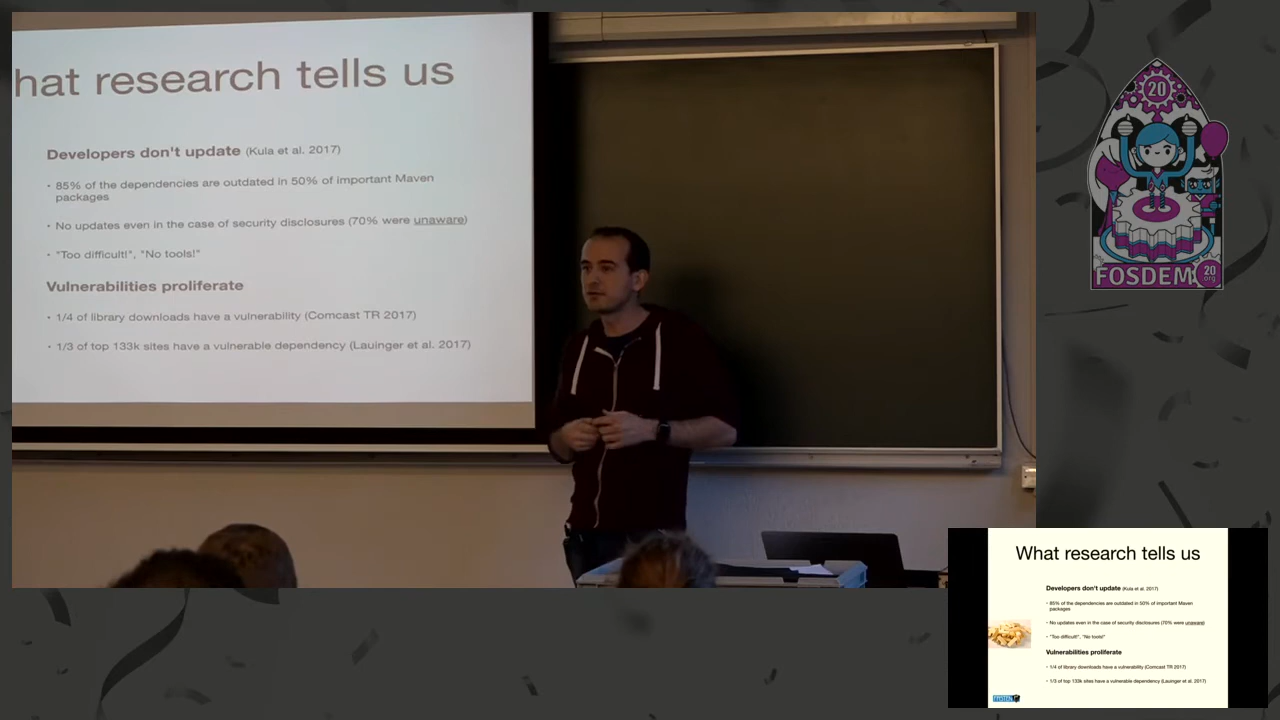 hat research tells us
Developers don't update (Kula et al. 2017)
• 85% of the dependencies are outdated in 50% of important Maven
packages
• No updates even in the case of security disclosures (70% were unaware)
• "Too difficult!", "No tools!"
Vulnerabilities proliferate
• 1/4 of library downloads have a vulnerability (Comcast TR 2017)
• 1/3 of top 133k sites have a vulnerable dependency (Lauinger et al. 2017)
20
FOSDEM 20
.org
What research tells us
Developers don't update (Kula et al. 2017)
• 85% of the dependencies are outdated in 50% of important Maven
packages
• No updates even in the case of security disclosures (70% were unaware)
• "Too difficult!", "No tools!"
Vulnerabilities proliferate
• 1/4 of library downloads have a vulnerability (Comcast TR 2017)
• 1/3 of top 133k sites have a vulnerable dependency (Lauinger et al. 2017)